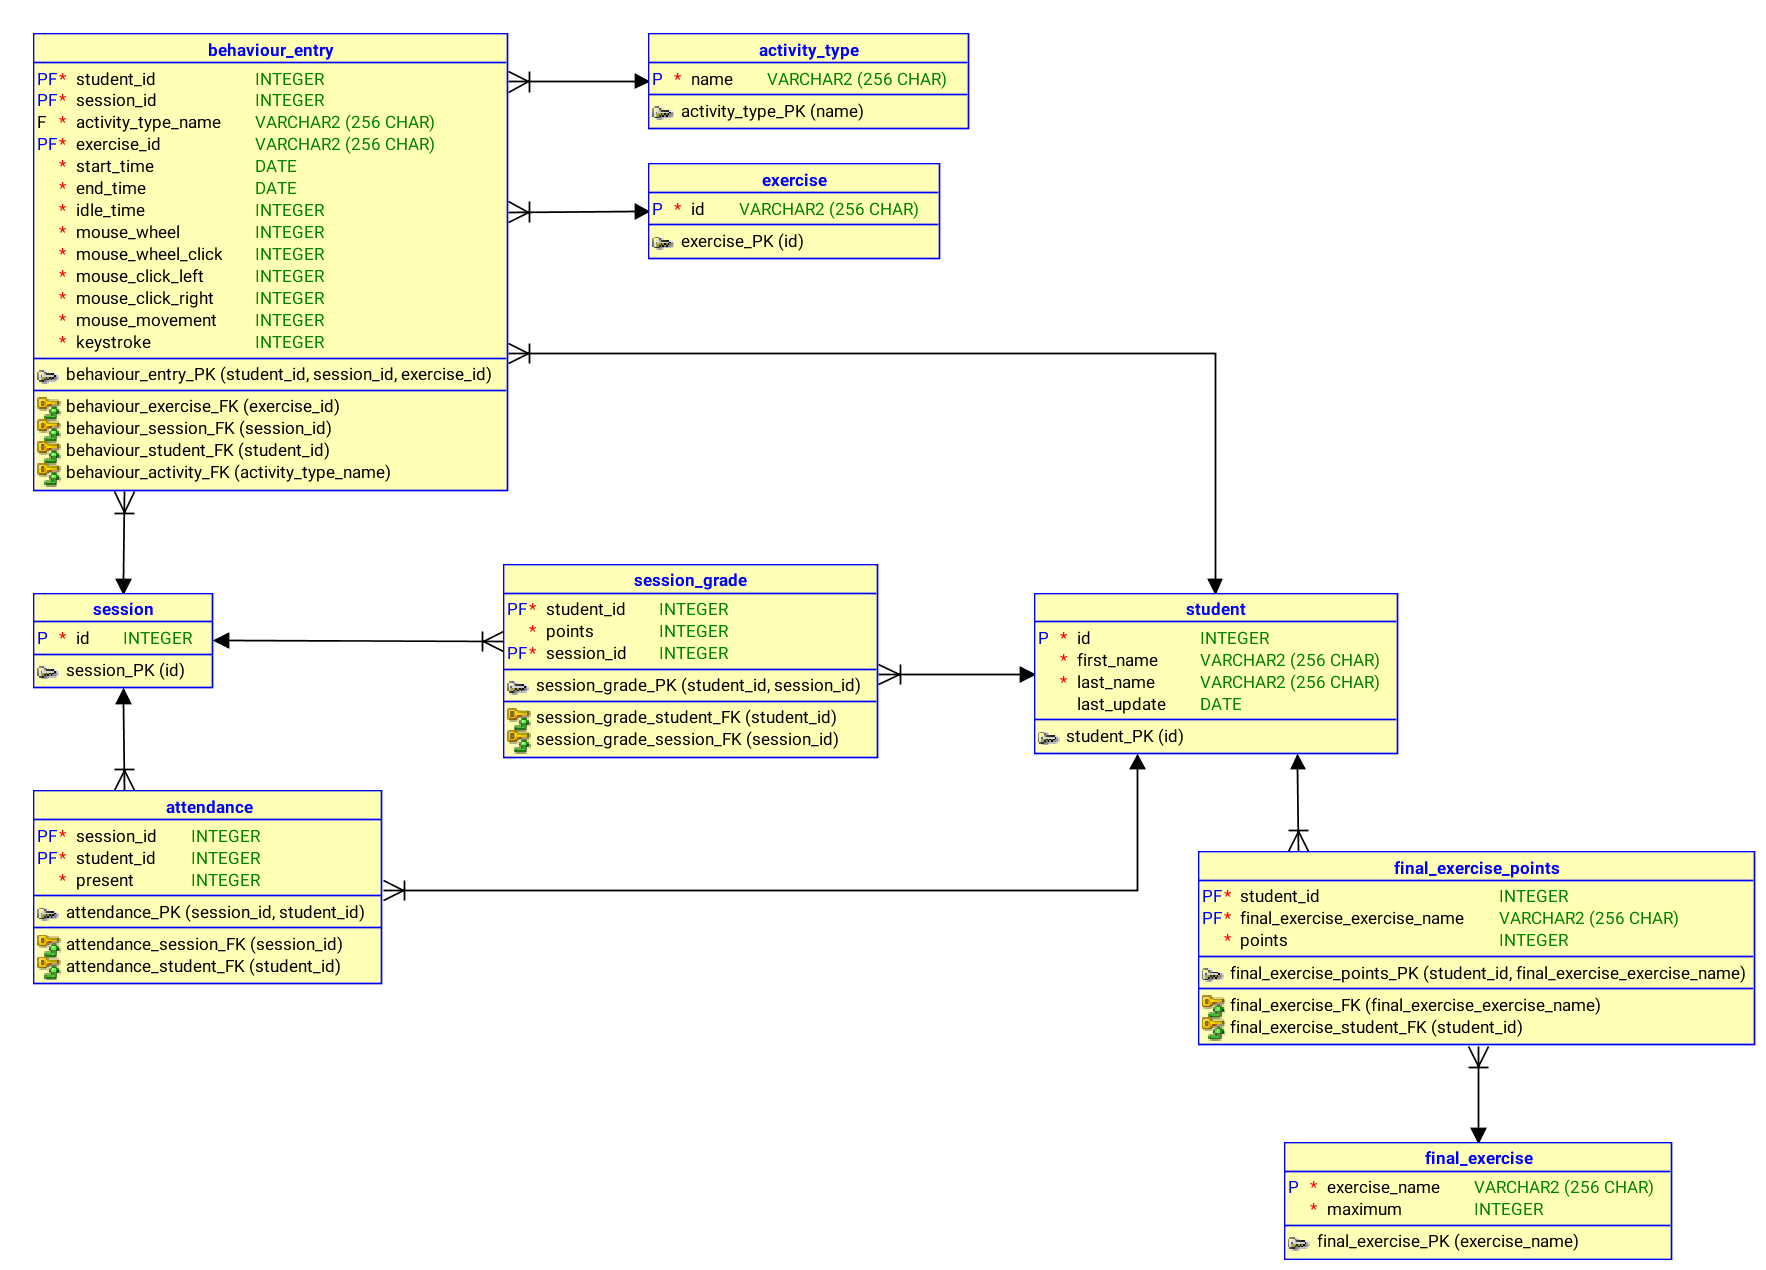 behaviour_entry
PF* student_id INTEGER
PF* session_id INTEGER
F * activity_type_name VARCHAR2 (256 CHAR)
PF* exercise_id VARCHAR2 (256 CHAR)
* start_time DATE
* end_time DATE
* idle_time INTEGER
* mouse_wheel INTEGER
* mouse_wheel_click INTEGER
* mouse_click_left INTEGER
* mouse_click_right INTEGER
* mouse_movement INTEGER
* keystroke INTEGER
behaviour_entry_PK (student_id, session_id, exercise_id)
behaviour_exercise_FK (exercise_id)
behaviour_session_FK (session_id)
behaviour_student_FK (student_id)
behaviour_activity_FK (activity_type_name)
activity_type
P * name VARCHAR2 (256 CHAR)
activity_type_PK (name)
exercise
P * id VARCHAR2 (256 CHAR)
exercise_PK (id)
session
P * id INTEGER
session_PK (id)
session_grade
PF* student_id INTEGER
* points INTEGER
PF* session_id INTEGER
session_grade_PK (student_id, session_id)
session_grade_student_FK (student_id)
session_grade_session_FK (session_id)
student
P * id INTEGER
* first_name VARCHAR2 (256 CHAR)
* last_name VARCHAR2 (256 CHAR)
last_update DATE
student_PK (id)
attendance
PF* session_id INTEGER
PF* student_id INTEGER
* present INTEGER
attendance_PK (session_id, student_id)
attendance_session_FK (session_id)
attendance_student_FK (student_id)
final_exercise_points
PF* student_id INTEGER
PF* final_exercise_exercise_name VARCHAR2 (256 CHAR)
* points INTEGER
final_exercise_points_PK (student_id, final_exercise_exercise_name)
final_exercise_FK (final_exercise_exercise_name)
final_exercise_student_FK (student_id)
final_exercise
P * exercise_name VARCHAR2 (256 CHAR)
* maximum INTEGER
final_exercise_PK (exercise_name)